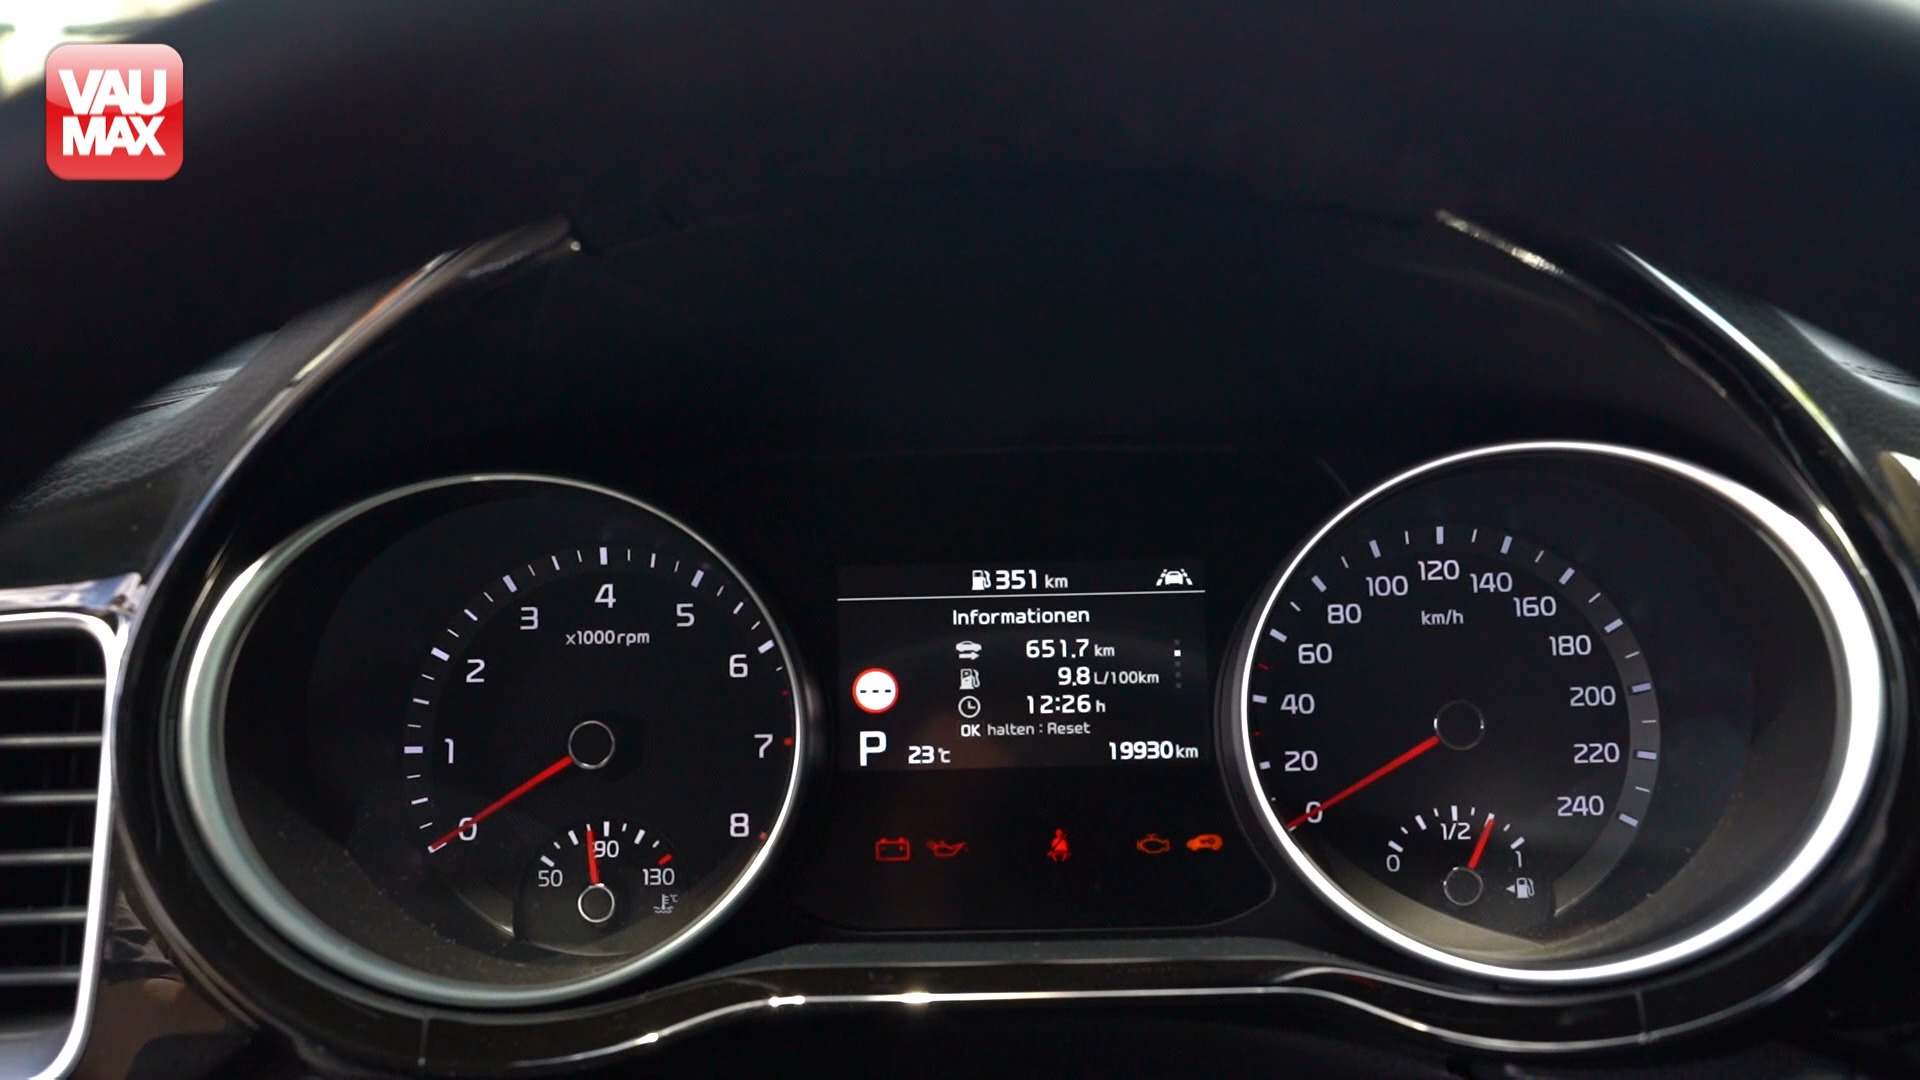 VAU
MAX
351 km
Informationen
651.7 km
9.8 L/100km
12:26 h
OK halten : Reset
P 23℃ 19930 km
---
0 1 2 3 4 5 6 7 8
x1000rpm
50 90 130
℃
0 20 40 60 80 100 120 140 160 180 200 220 240
km/h
0 1/2 1